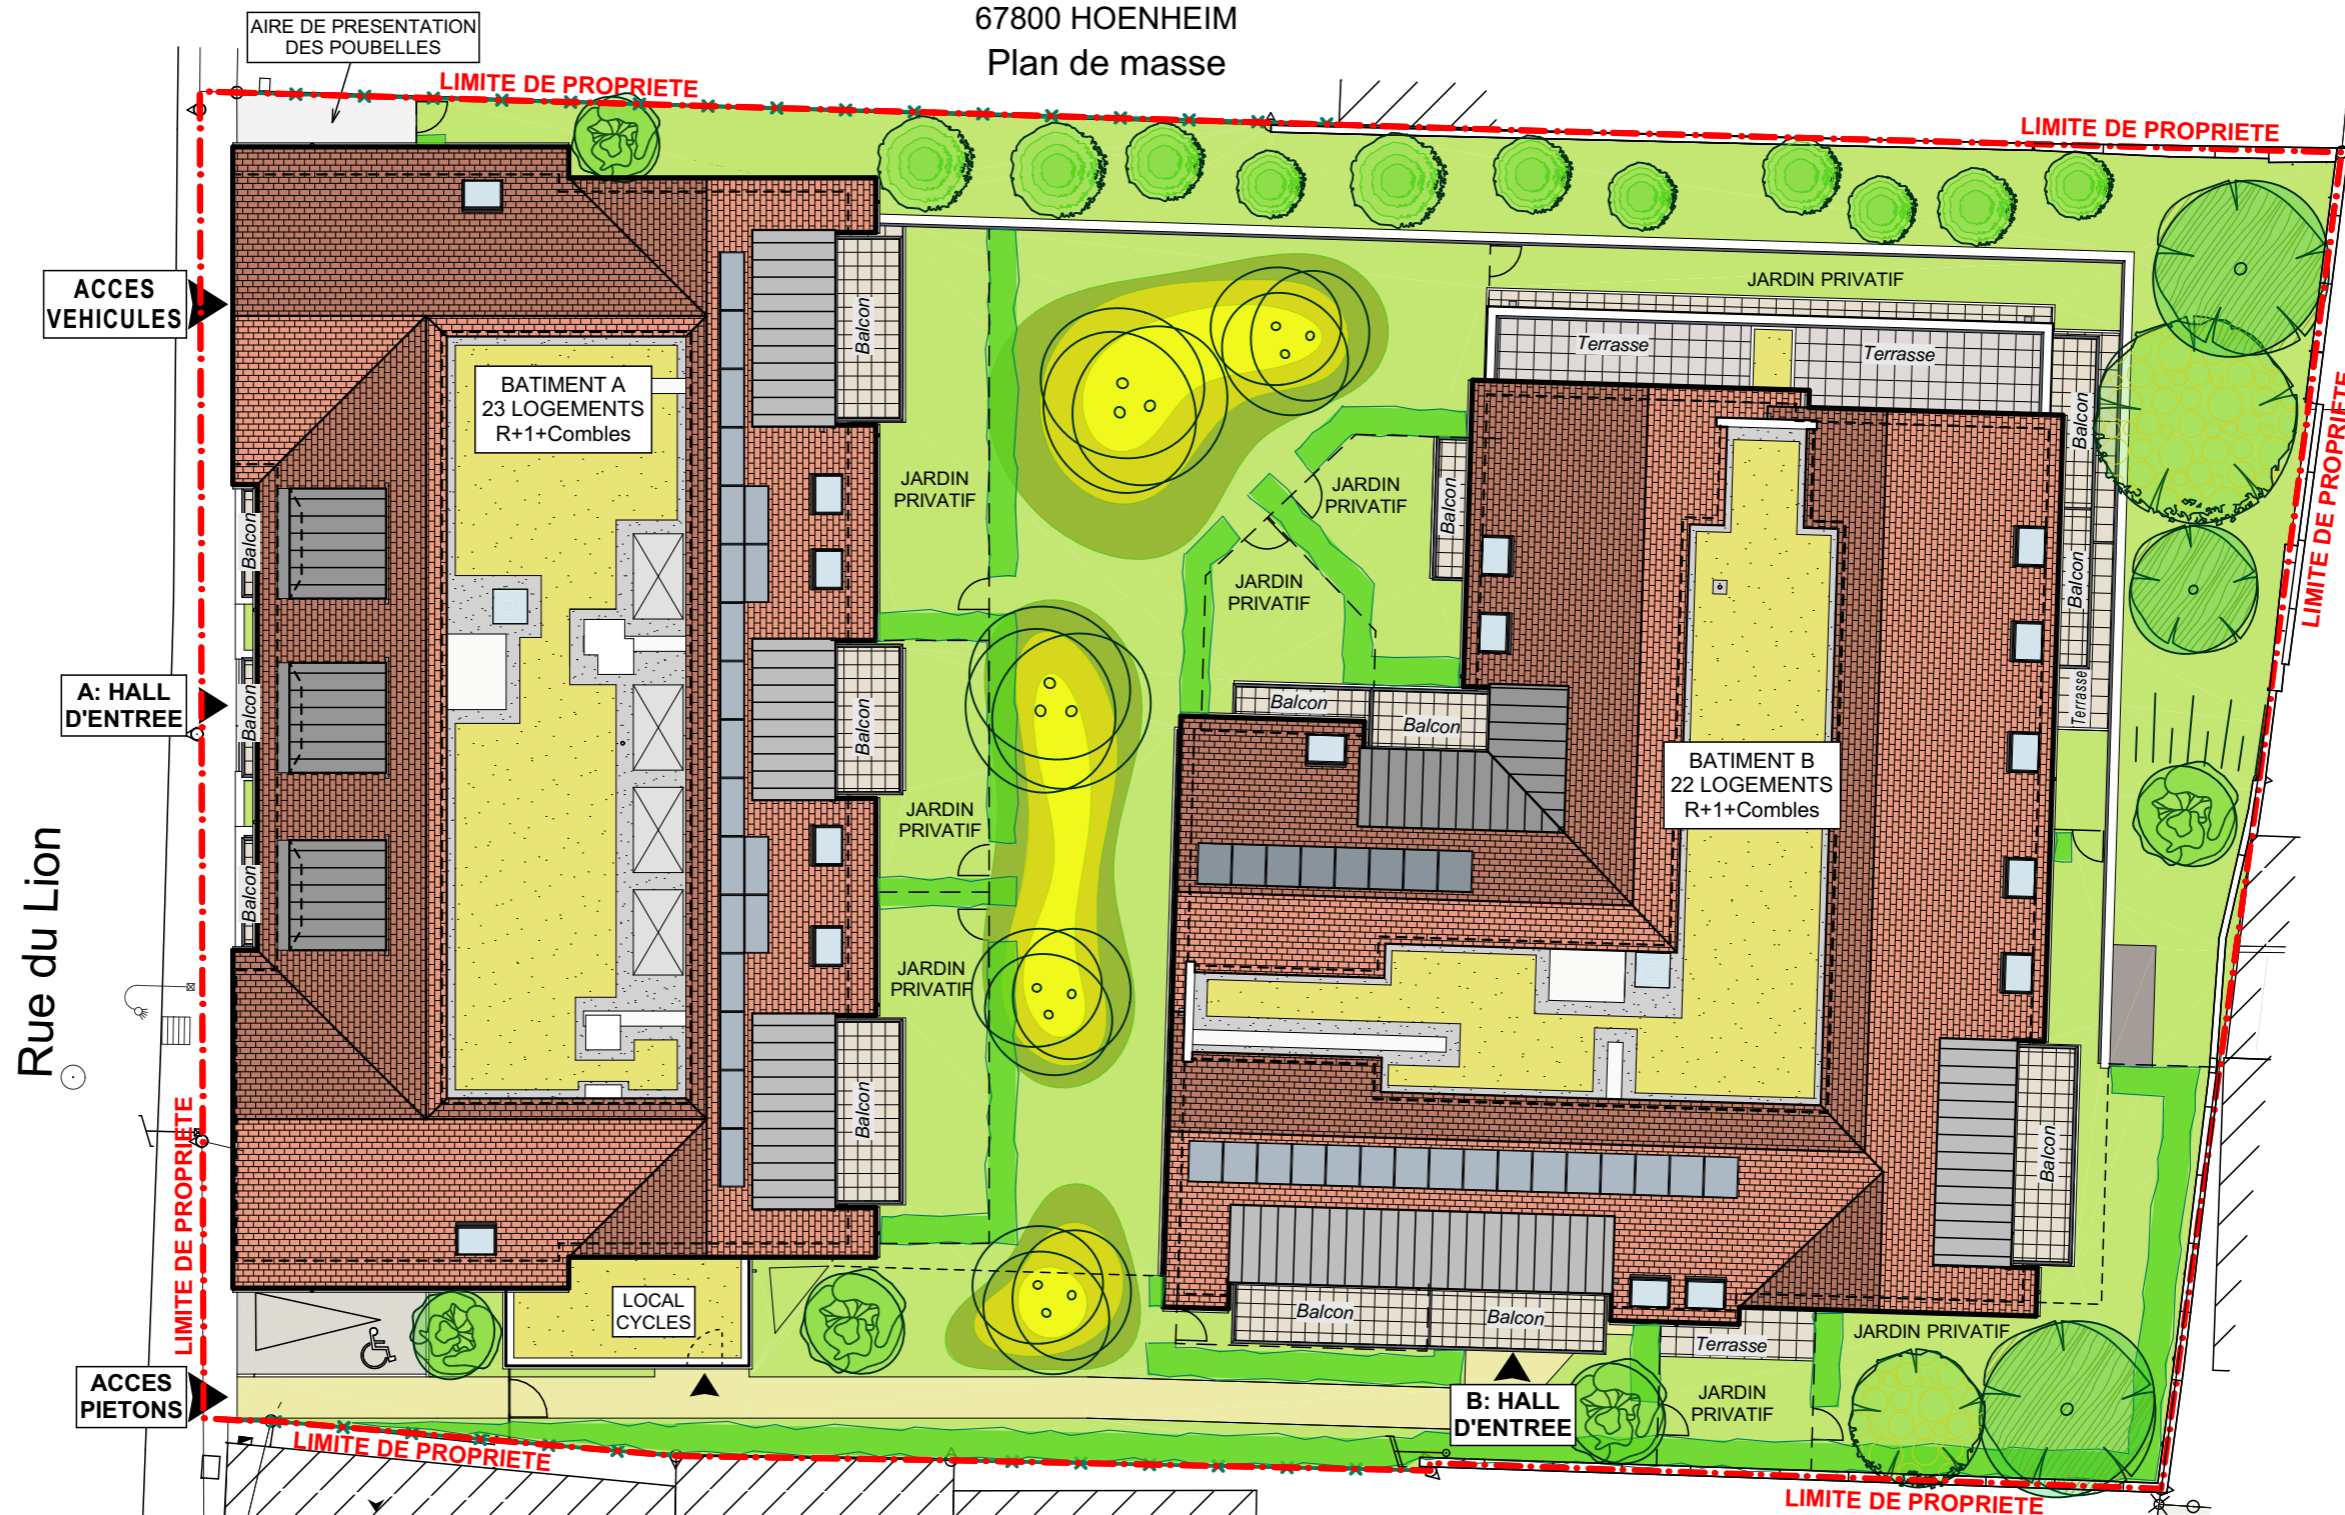 67800 HOENHEIM
Plan de masse
AIRE DE PRESENTATION
DES POUBELLES
LIMITE DE PROPRIETE
LIMITE DE PROPRIETE
ACCES
VEHICULES
JARDIN PRIVATIF
Balcon
Terrasse
Terrasse
BATIMENT A
23 LOGEMENTS
R+1+Combles
Balcon
LIMITE DE PROPRIETE
JARDIN
PRIVATIF
JARDIN
PRIVATIF
Balcon
Balcon
Balcon
JARDIN
PRIVATIF
A: HALL
D'ENTREE
Balcon
Balcon
Balcon
Balcon
Terrasse
BATIMENT B
22 LOGEMENTS
R+1+Combles
JARDIN
PRIVATIF
Balcon
Rue du Lion
JARDIN
PRIVATIF
Balcon
Balcon
LIMITE DE PROPRIETE
LOCAL
CYCLES
Balcon
Balcon
Terrasse
JARDIN PRIVATIF
ACCES
PIETONS
B: HALL
D'ENTREE
JARDIN
PRIVATIF
LIMITE DE PROPRIETE
LIMITE DE PROPRIETE